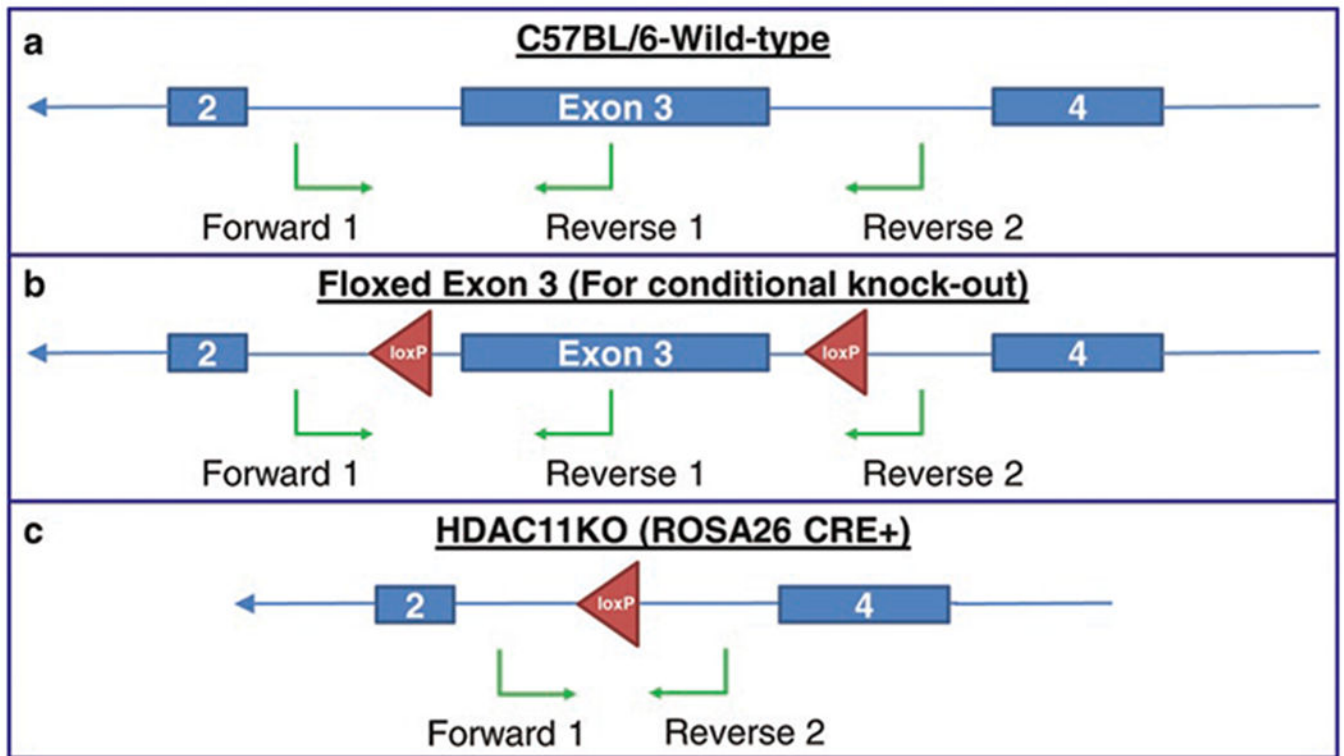 a
C57BL/6-Wild-type
2 Exon 3 4
Forward 1 Reverse 1 Reverse 2
b
Floxed Exon 3 (For conditional knock-out)
2 loxP Exon 3 loxP 4
Forward 1 Reverse 1 Reverse 2
c
HDAC11KO (ROSA26 CRE+)
2 loxP 4
Forward 1 Reverse 2